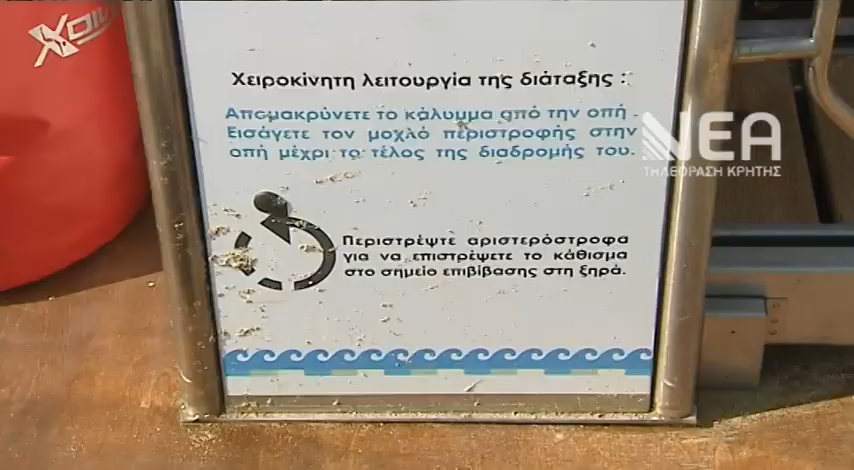 XDIVE
Χειροκίνητη λειτουργία της διάταξης :
Απομακρύνετε το κάλυμμα από την οπή.
Εισάγετε τον μοχλό περιστροφής στην
οπή μέχρι το τέλος της διαδρομής του.
ΝΕΑ
ΤΗΛΕΟΡΑΣΗ ΚΡΗΤΗΣ
Περιστρέψτε αριστερόστροφα
για να επιστρέψετε το κάθισμα
στο σημείο επιβίβασης στη ξηρά.